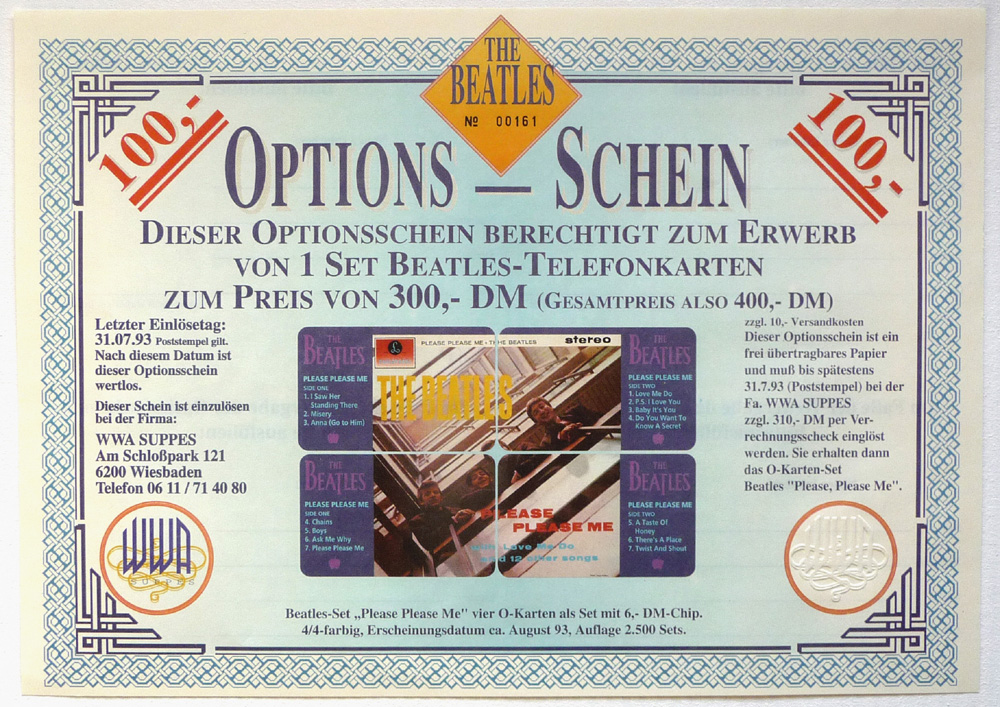 THE
BEATLES
№ 00161
100,-
100,-
OPTIONS — SCHEIN
DIESER OPTIONSSCHEIN BERECHTIGT ZUM ERWERB
VON 1 SET BEATLES-TELEFONKARTEN
ZUM PREIS VON 300,- DM (GESAMTPREIS ALSO 400,- DM)
Letzter Einlösetag:
31.07.93 Poststempel gilt.
Nach diesem Datum ist
dieser Optionsschein
wertlos.
Dieser Schein ist einzulösen
bei der Firma:
WWA SUPPES
Am Schloßpark 121
6200 Wiesbaden
Telefon 06 11 / 71 40 80
WWA
SUPPES
THE
BEATLES
PLEASE PLEASE ME
SIDE ONE
1. I Saw Her
Standing There
2. Misery
3. Anna (Go to Him)
PLEASE PLEASE ME • THE BEATLES
stereo
THE BEATLES
THE
BEATLES
PLEASE PLEASE ME
SIDE TWO
1. Love Me Do
2. P.S. I Love You
3. Baby It's You
4. Do You Want To
Know A Secret
THE
BEATLES
PLEASE PLEASE ME
SIDE ONE
4. Chains
5. Boys
6. Ask Me Why
7. Please Please Me
PLEASE
PLEASE ME
Love Me Do
12 other songs
THE
BEATLES
PLEASE PLEASE ME
SIDE TWO
5. A Taste Of
Honey
6. There's A Place
7. Twist And Shout
zzgl. 10,- Versandkosten
Dieser Optionsschein ist ein
frei übertragbares Papier
und muß bis spätestens
31.7.93 (Poststempel) bei der
Fa. WWA SUPPES
zzgl. 310,-DM per Ver-
rechnungsscheck eingelöst
werden. Sie erhalten dann
das O-Karten-Set
Beatles "Please, Please Me".
WWA
Beatles-Set „Please Please Me" vier O-Karten als Set mit 6,- DM-Chip.
4/4-farbig, Erscheinungsdatum ca. August 93, Auflage 2.500 Sets.